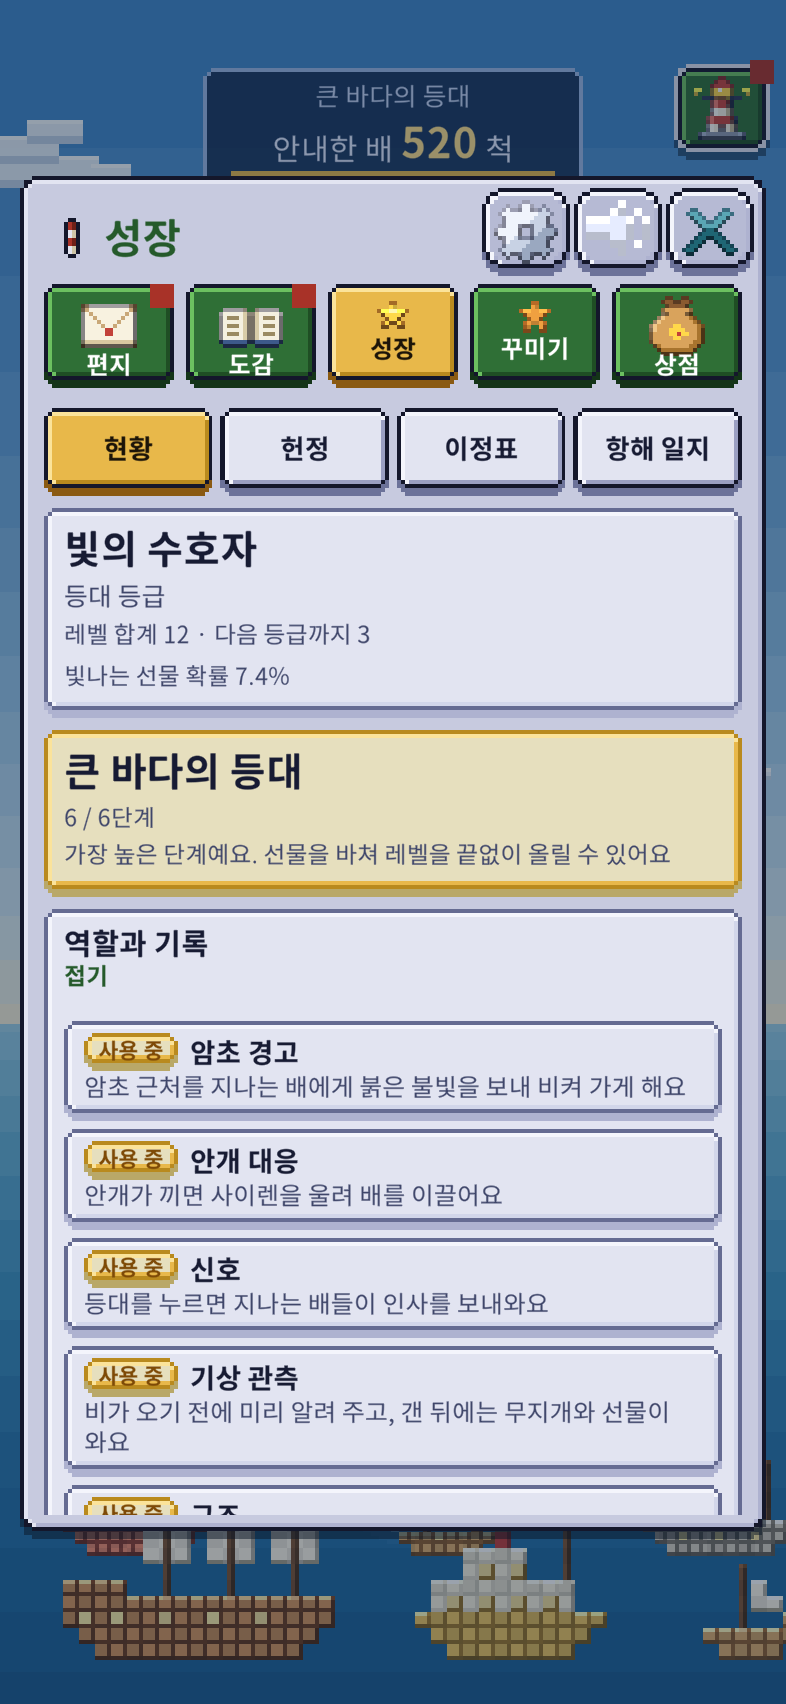 큰 바다의 등대
안내한 배 520 척
성장
편지
도감
성장
꾸미기
상점
현황
헌정
이정표
항해 일지
빛의 수호자
등대 등급
레벨 합계 12 · 다음 등급까지 3
빛나는 선물 확률 7.4%
큰 바다의 등대
6 / 6단계
가장 높은 단계예요. 선물을 바쳐 레벨을 끝없이 올릴 수 있어요
역할과 기록
접기
사용 중 암초 경고
암초 근처를 지나는 배에게 붉은 불빛을 보내 비켜 가게 해요
사용 중 안개 대응
안개가 끼면 사이렌을 울려 배를 이끌어요
사용 중 신호
등대를 누르면 지나는 배들이 인사를 보내와요
사용 중 기상 관측
비가 오기 전에 미리 알려 주고, 갠 뒤에는 무지개와 선물이
와요
사용 중